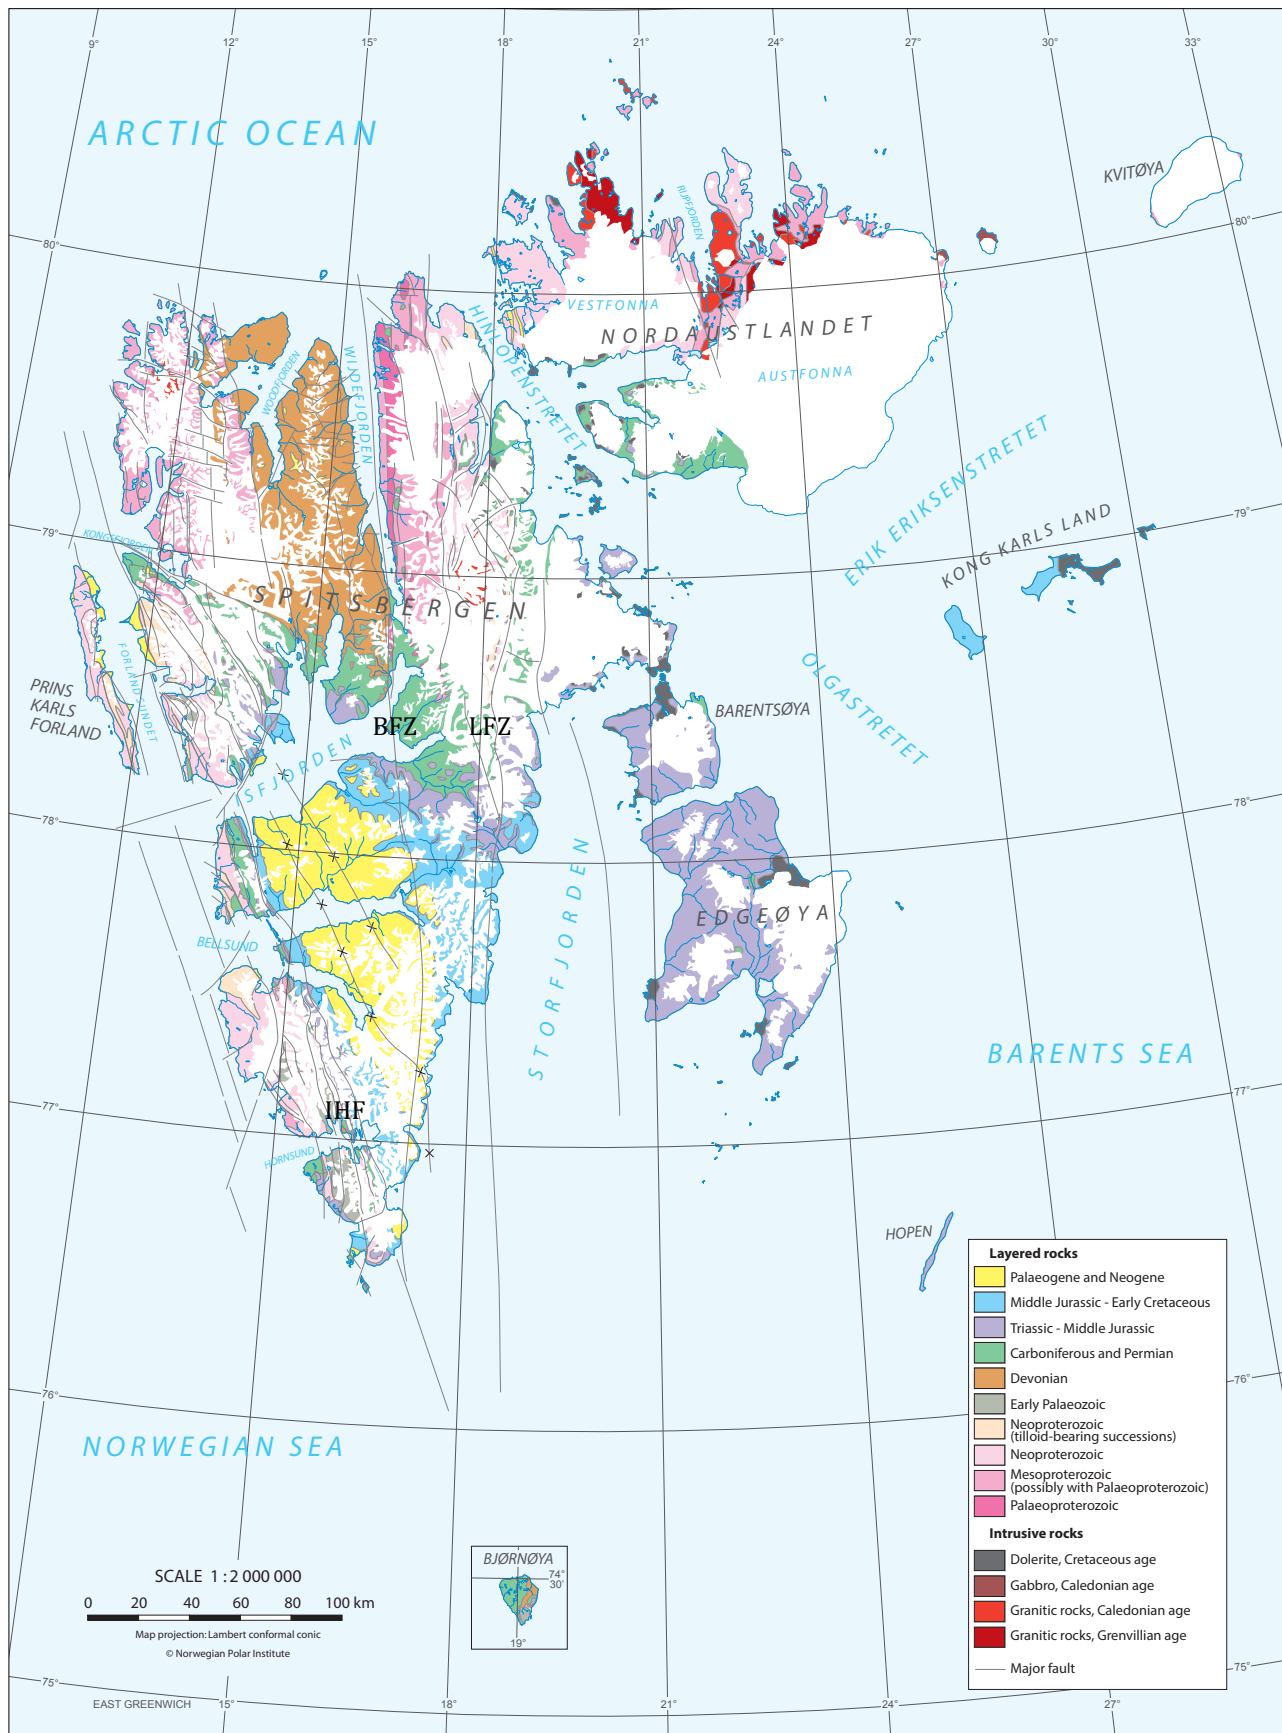 9°
12°
15°
18°
21°
24°
27°
30°
33°
ARCTIC OCEAN
KVITØYA
RIJPFJORDEN
80°
80°
VESTFONNA
NORDAUSTLANDET
AUSTFONNA
HINLOPENSTRETET
WIJDEFJORDEN
WOODFJORDEN
ERIK ERIKSENSTRETET
79°
79°
KONGSFJORDEN
KONG KARLS LAND
SPITSBERGEN
FORLANDSUNDET
PRINS
KARLS
FORLAND
OLGASTRETET
BARENTSØYA
BFZ
LFZ
ISFJORDEN
78°
78°
STORFJORDEN
EDGEØYA
BELLSUND
BARENTS SEA
77°
77°
IHF
HORNSUND
HOPEN
76°
76°
NORWEGIAN SEA
Layered rocks
Palaeogene and Neogene
Middle Jurassic - Early Cretaceous
Triassic - Middle Jurassic
Carboniferous and Permian
Devonian
Early Palaeozoic
Neoproterozoic
(tilloid-bearing successions)
Neoproterozoic
Mesoproterozoic
(possibly with Palaeoproterozoic)
Palaeoproterozoic
Intrusive rocks
Dolerite, Cretaceous age
Gabbro, Caledonian age
Granitic rocks, Caledonian age
Granitic rocks, Grenvillian age
Major fault
BJØRNØYA
74°
30'
19°
SCALE 1 : 2 000 000
0 20 40 60 80 100 km
Map projection: Lambert conformal conic
© Norwegian Polar Institute
75°
75°
EAST GREENWICH
15°
18°
21°
24°
27°